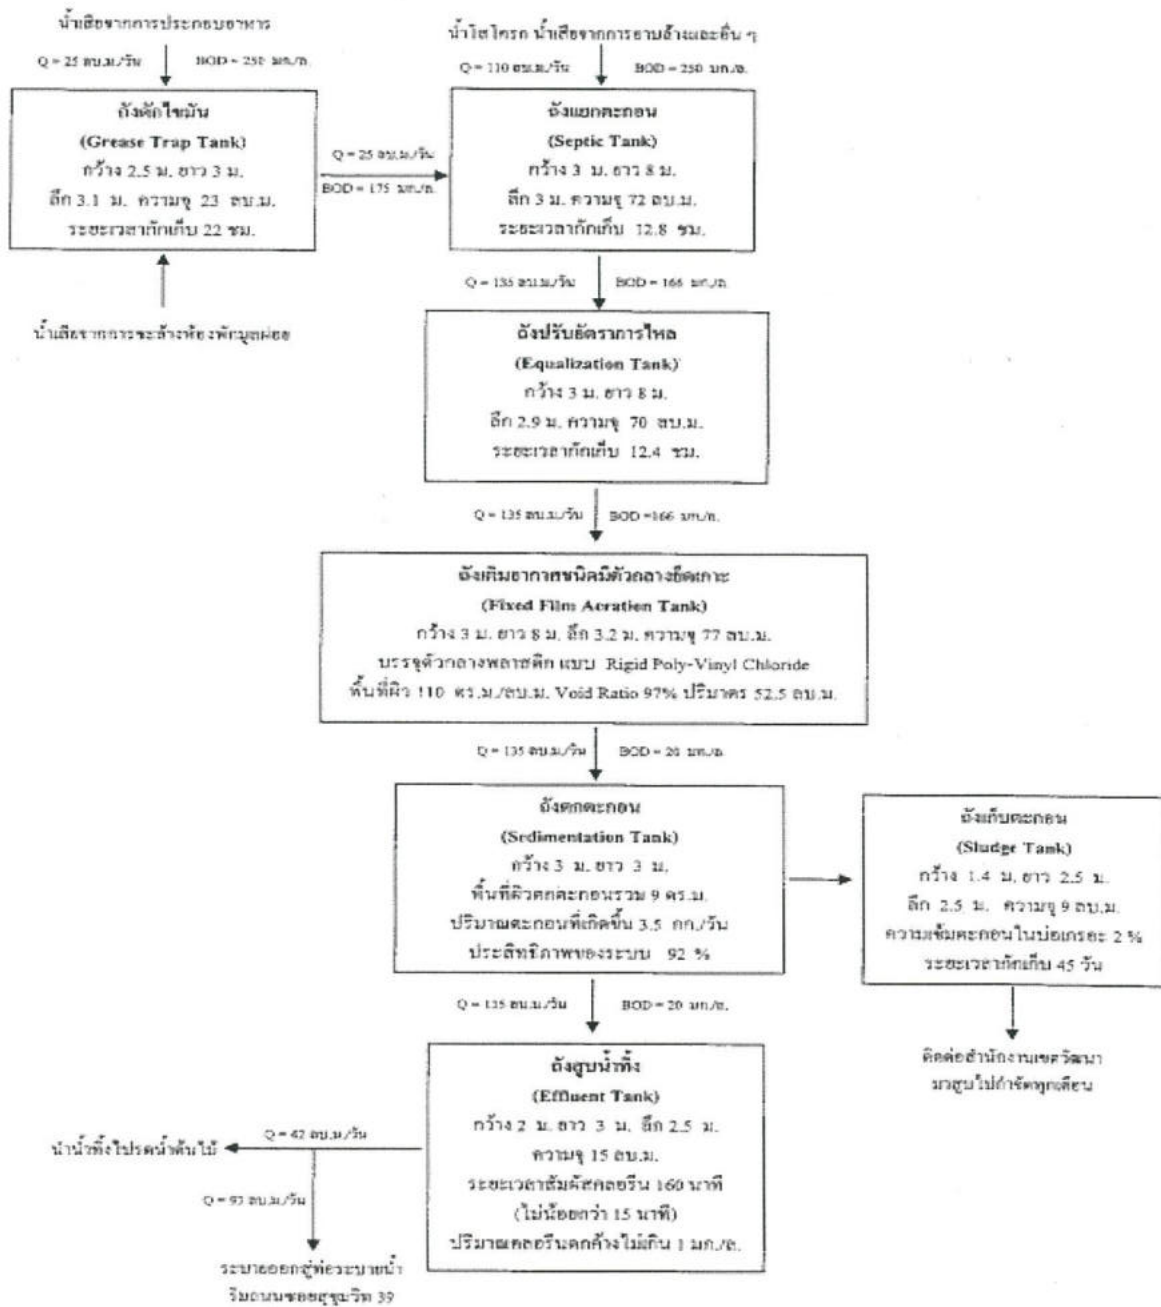 น้ำเสียจากการประกอบอาหาร
Q = 25 ลบ.ม./วัน BOD = 250 มก./ล.
ถังดักไขมัน
(Grease Trap Tank)
กว้าง 2.5 ม. ยาว 3 ม.
ลึก 3.1 ม. ความจุ 23 ลบ.ม.
ระยะเวลากักเก็บ 22 ชม.
น้ำเสียจากการชะล้างห้องพักมูลฝอย
Q = 25 ลบ.ม./วัน
BOD = 175 มก./ล.
น้ำโสโครก น้ำเสียจากการอาบล้างและอื่น ๆ
Q = 110 ลบ.ม./วัน BOD = 250 มก./ล.
ถังแยกตะกอน
(Septic Tank)
กว้าง 3 ม. ยาว 8 ม.
ลึก 3 ม. ความจุ 72 ลบ.ม.
ระยะเวลากักเก็บ 12.8 ชม.
Q = 135 ลบ.ม./วัน BOD = 166 มก./ล.
ถังปรับอัตราการไหล
(Equalization Tank)
กว้าง 3 ม. ยาว 8 ม.
ลึก 2.9 ม. ความจุ 70 ลบ.ม.
ระยะเวลากักเก็บ 12.4 ชม.
Q = 135 ลบ.ม./วัน BOD =166 มก./ล.
ถังเติมอากาศชนิดมีตัวกลางยึดเกาะ
(Fixed Film Aeration Tank)
กว้าง 3 ม. ยาว 8 ม. ลึก 3.2 ม. ความจุ 77 ลบ.ม.
บรรจุตัวกลางพลาสติก แบบ Rigid Poly-Vinyl Chloride
พื้นที่ผิว 110 ตร.ม./ลบ.ม. Void Ratio 97% ปริมาตร 52.5 ลบ.ม.
Q = 135 ลบ.ม./วัน BOD = 20 มก./ล.
ถังตกตะกอน
(Sedimentation Tank)
กว้าง 3 ม. ยาว 3 ม.
พื้นที่ผิวตกตะกอนรวม 9 ตร.ม.
ปริมาณตะกอนที่เกิดขึ้น 3.5 กก./วัน
ประสิทธิภาพของระบบ 92 %
ถังเก็บตะกอน
(Sludge Tank)
กว้าง 1.4 ม. ยาว 2.5 ม.
ลึก 2.5 ม. ความจุ 9 ลบ.ม.
ความเข้มตะกอนในบ่อเกรอะ 2 %
ระยะเวลากักเก็บ 45 วัน
ติดต่อสำนักงานเขตวัฒนา
มาสูบไปกำจัดทุกเดือน
Q = 135 ลบ.ม./วัน BOD = 20 มก./ล.
ถังสูบน้ำทิ้ง
(Effluent Tank)
กว้าง 2 ม. ยาว 3 ม. ลึก 2.5 ม.
ความจุ 15 ลบ.ม.
ระยะเวลาสัมผัสคลอรีน 160 นาที
(ไม่น้อยกว่า 15 นาที)
ปริมาณคลอรีนตกค้างไม่เกิน 1 มก./ล.
Q = 42 ลบ.ม./วัน
นำน้ำทิ้งไปรดน้ำต้นไม้
Q = 93 ลบ.ม./วัน
ระบายออกสู่ท่อระบายน้ำ
ริมถนนซอยสุขุมวิท 39